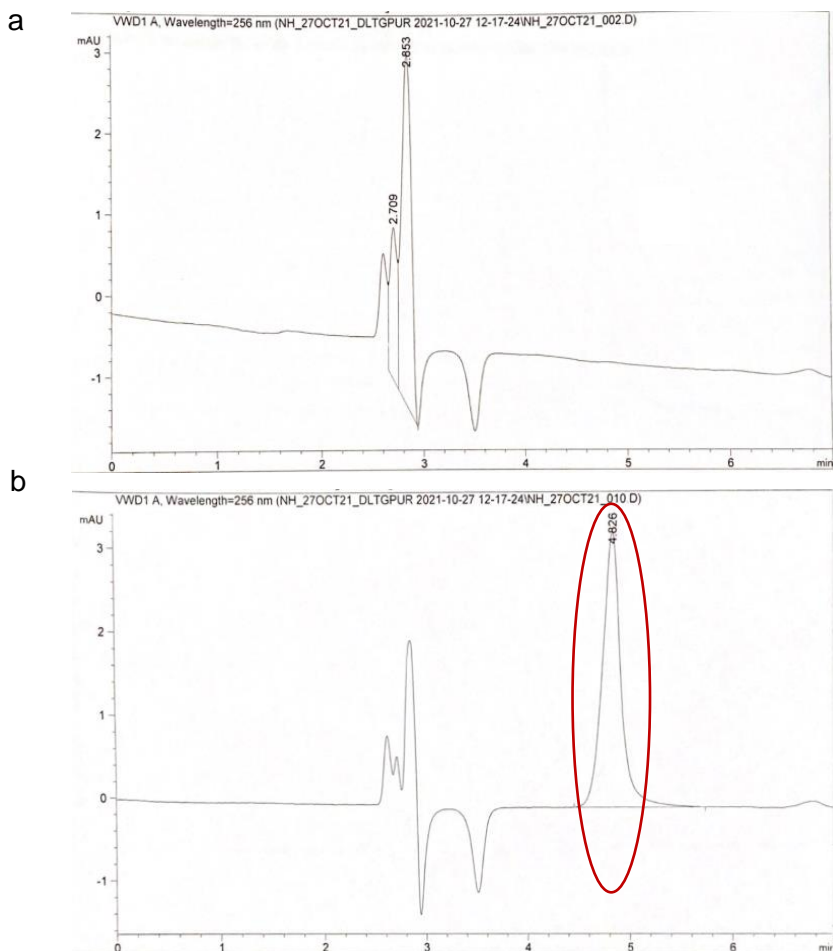 a
VWD1 A, Wavelength=256 nm (NH_27OCT21_DLTGPUR 2021-10-27 12-17-24\NH_27OCT21_002.D)
mAU
3
2
1
0
-1
2.709
2.853
0 1 2 3 4 5 6 min
b
VWD1 A, Wavelength=256 nm (NH_27OCT21_DLTGPUR 2021-10-27 12-17-24\NH_27OCT21_010.D)
mAU
3
2
1
0
-1
4.826
0 1 2 3 4 5 6 min